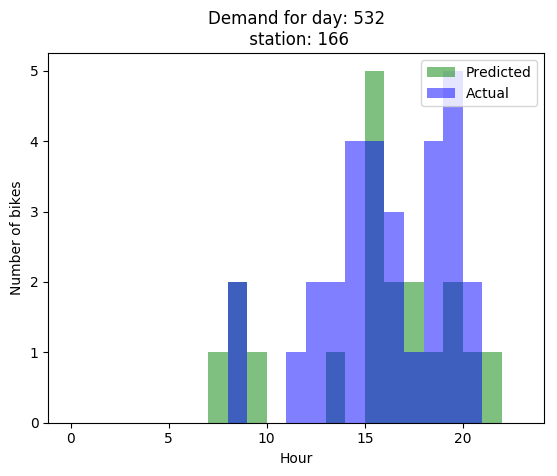 Demand for day: 532
station: 166
Predicted
Actual
Number of bikes
5
4
3
2
1
0
0
5
10
15
20
Hour